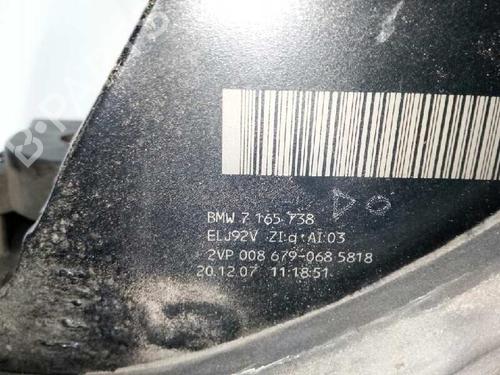 BMW 7 165 738
ELJ92V ZI:q:AI:03
2VP 008 679-068 5818
20.12.07 11:18:51